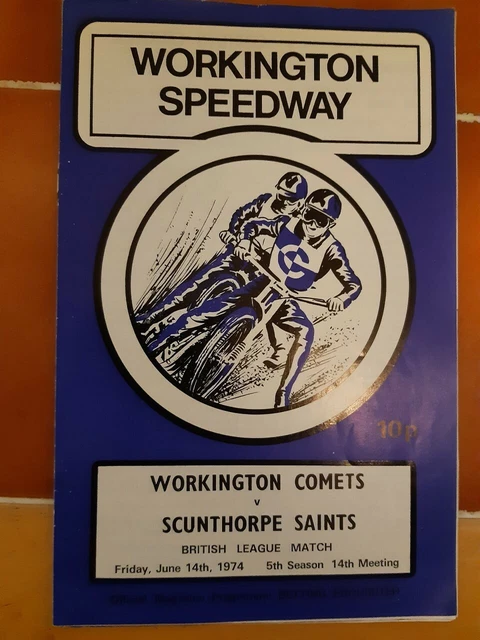 WORKINGTON
SPEEDWAY
10p
WORKINGTON COMETS
v
SCUNTHORPE SAINTS
BRITISH LEAGUE MATCH
Friday, June 14th, 1974 5th Season 14th Meeting